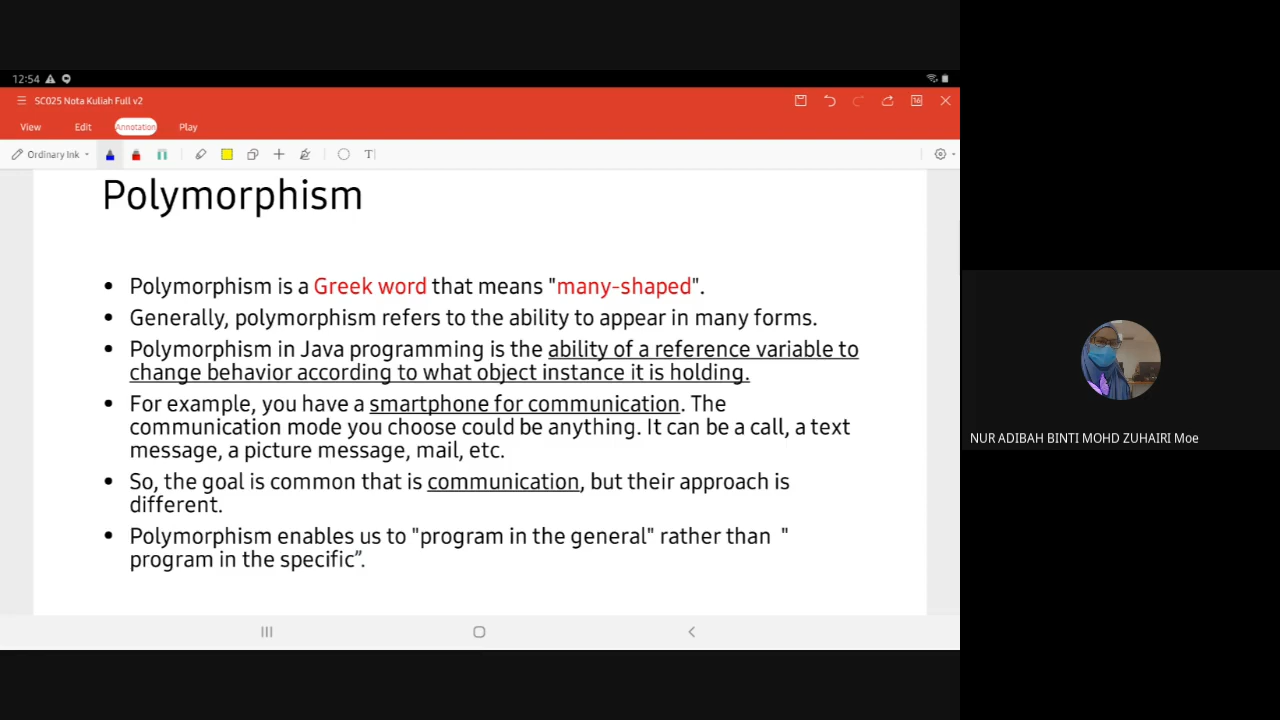 12:54
SC025 Nota Kuliah Full v2
View Edit Annotation Play
Ordinary Ink
T
Polymorphism
• Polymorphism is a Greek word that means "many-shaped".
• Generally, polymorphism refers to the ability to appear in many forms.
• Polymorphism in Java programming is the ability of a reference variable to
change behavior according to what object instance it is holding.
• For example, you have a smartphone for communication. The
communication mode you choose could be anything. It can be a call, a text
message, a picture message, mail, etc.
• So, the goal is common that is communication, but their approach is
different.
• Polymorphism enables us to "program in the general" rather than "
program in the specific”.
NUR ADIBAH BINTI MOHD ZUHAIRI Moe